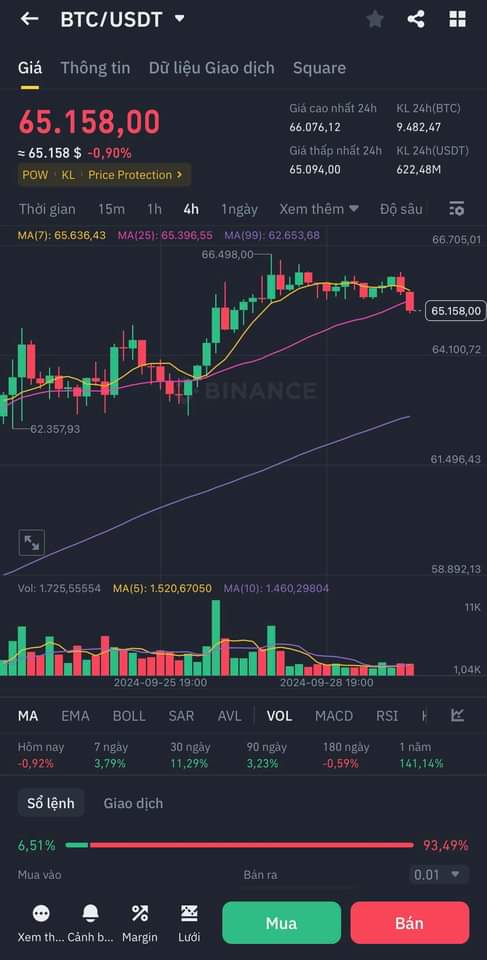 BTC/USDT
Giá Thông tin Dữ liệu Giao dịch Square
65.158,00
≈ 65.158 $ -0,90%
POW · KL · Price Protection >
Giá cao nhất 24h KL 24h(BTC)
66.076,12 9.482,47
Giá thấp nhất 24h KL 24h(USDT)
65.094,00 622,48M
Thời gian 15m 1h 4h 1ngày Xem thêm Độ sâu
MA(7): 65.636,43 MA(25): 65.396,55 MA(99): 62.653,68
66.705,01
66.498,00
65.158,00
64.100,72
BINANCE
62.357,93
61.496,43
58.892,13
Vol: 1.725,55554 MA(5): 1.520,67050 MA(10): 1.460,29804
11K
1,04K
2024-09-25 19:00 2024-09-28 19:00
MA EMA BOLL SAR AVL VOL MACD RSI
Hôm nay 7 ngày 30 ngày 90 ngày 180 ngày 1 năm
-0,92% 3,79% 11,29% 3,23% -0,59% 141,14%
Sổ lệnh Giao dịch
6,51% 93,49%
Mua vào Bán ra 0.01
Xem th... Cảnh b... Margin Lưới Mua Bán